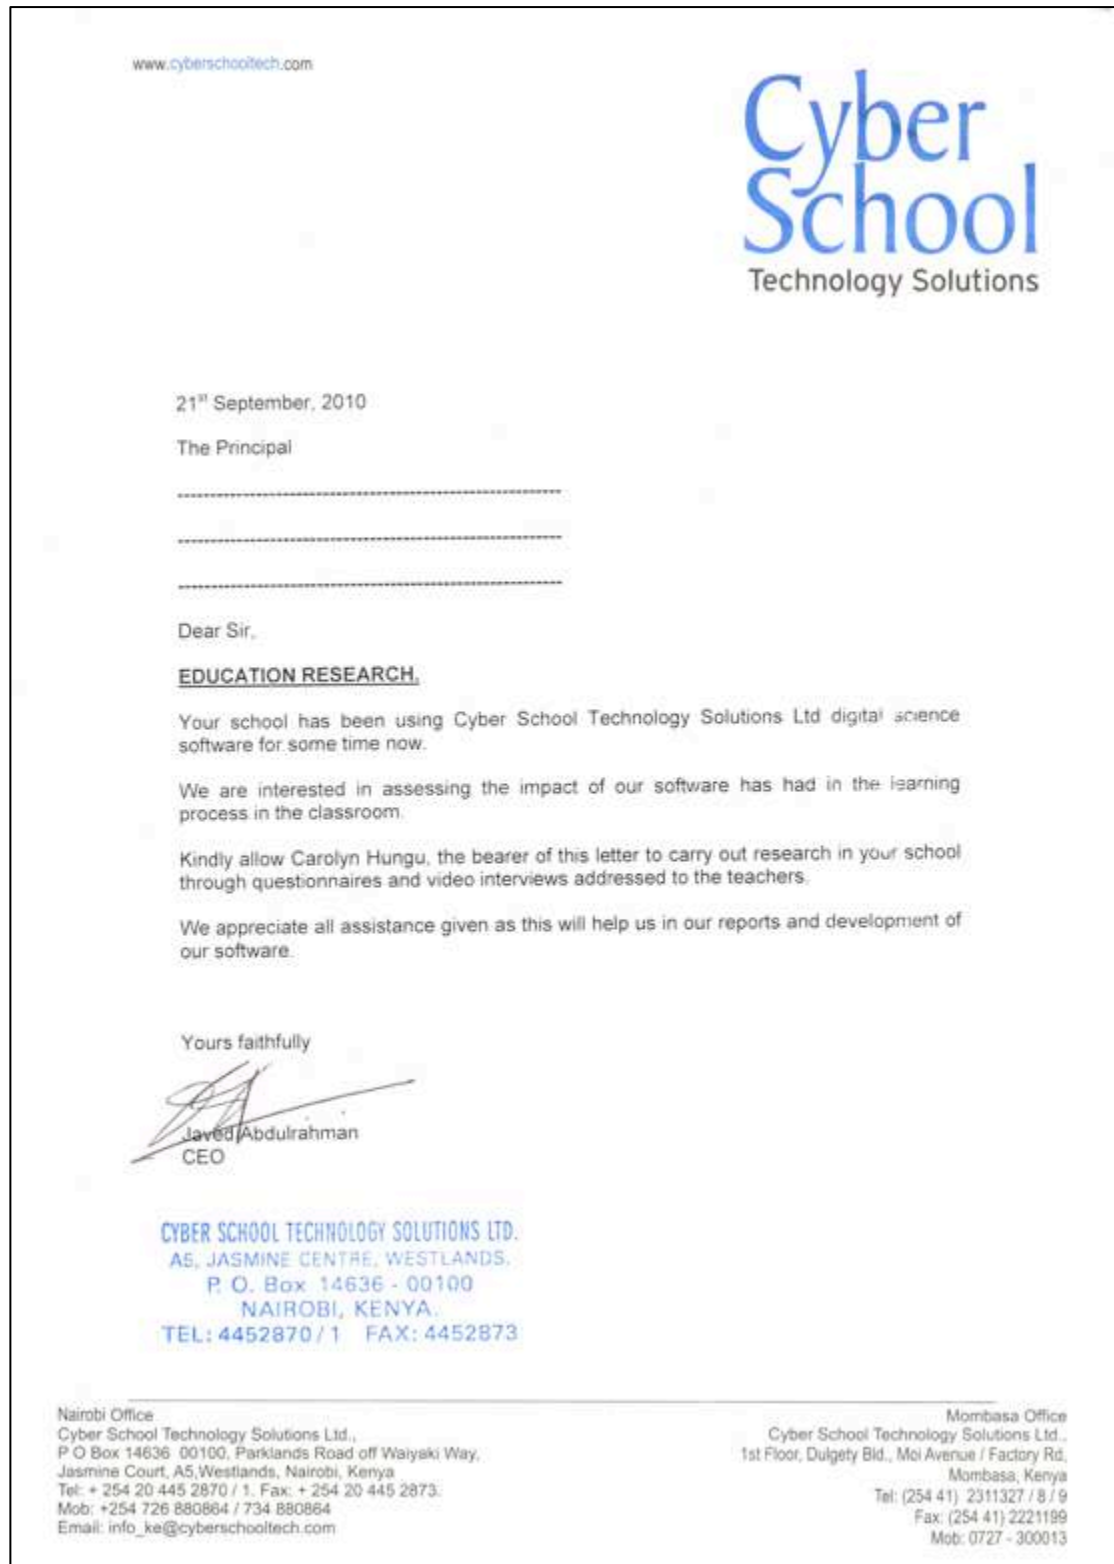 www.cyberschooltech.com
Cyber
School
Technology Solutions
21st September, 2010
The Principal
Dear Sir,
EDUCATION RESEARCH.
Your school has been using Cyber School Technology Solutions Ltd digital science
software for some time now.
We are interested in assessing the impact of our software has had in the learning
process in the classroom.
Kindly allow Carolyn Hungu, the bearer of this letter to carry out research in your school
through questionnaires and video interviews addressed to the teachers.
We appreciate all assistance given as this will help us in our reports and development of
our software.
Yours faithfully
Javed Abdulrahman
CEO
CYBER SCHOOL TECHNOLOGY SOLUTIONS LTD.
A5, JASMINE CENTRE, WESTLANDS.
P. O. Box 14636 - 00100
NAIROBI, KENYA.
TEL: 4452870 / 1 FAX: 4452873
Nairobi Office
Cyber School Technology Solutions Ltd.,
P O Box 14636 00100, Parklands Road off Waiyaki Way,
Jasmine Court, A5,Westlands, Nairobi, Kenya
Tel: + 254 20 445 2870 / 1. Fax: + 254 20 445 2873.
Mob: +254 726 880864 / 734 880864
Email: info_ke@cyberschooltech.com
Mombasa Office
Cyber School Technology Solutions Ltd.,
1st Floor, Dulgety Bld., Moi Avenue / Factory Rd,
Mombasa, Kenya
Tel: (254 41) 2311327 / 8 / 9
Fax: (254 41) 2221199
Mob: 0727 - 300013